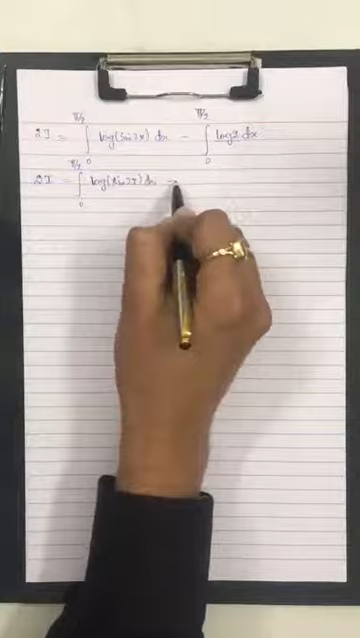 π/2 π/2
2I = ∫ log(sin2x) dx - ∫ log2 dx
0 0
π/2
2I = ∫ log(sin2x) dx -
0